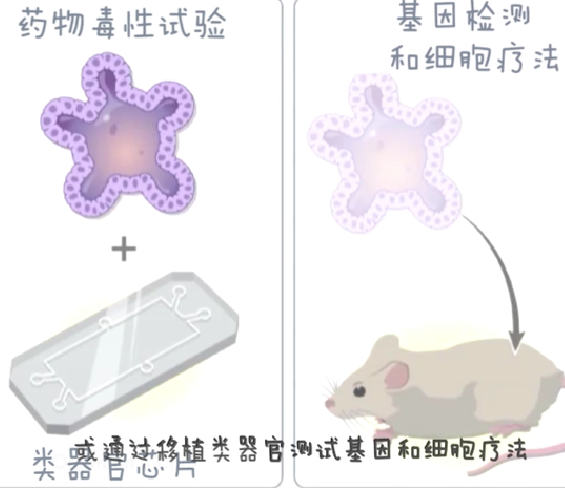 药物毒性试验
基因检测
和细胞疗法
+
类器官芯片
或通过移植类器官测试基因和细胞疗法